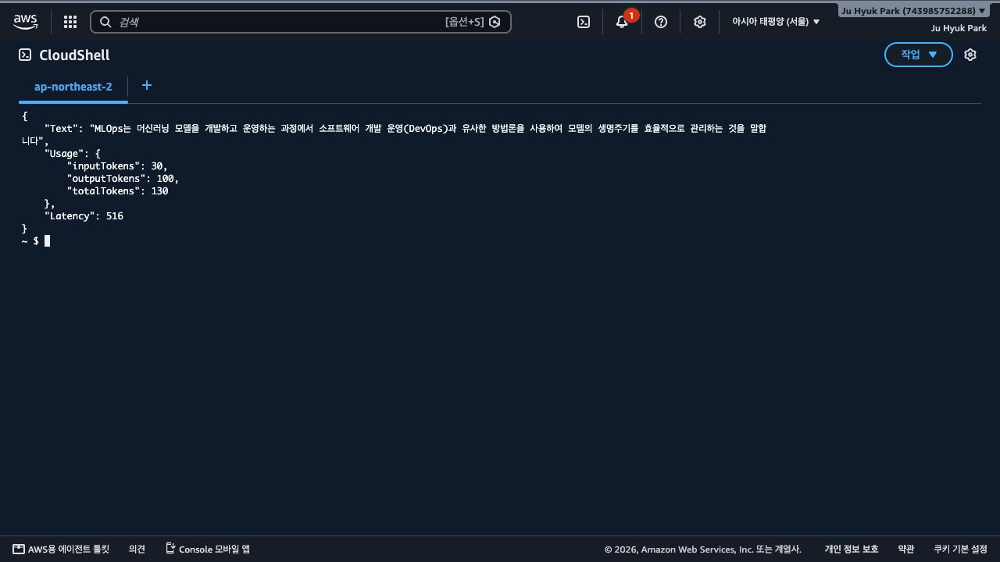 aws
검색
[옵션+S]
1
아시아 태평양 (서울) ▼
Ju Hyuk Park (743985752288) ▼
Ju Hyuk Park
CloudShell
작업 ▼
ap-northeast-2
+
{
    "Text": "MLOps는 머신러닝 모델을 개발하고 운영하는 과정에서 소프트웨어 개발 운영(DevOps)과 유사한 방법론을 사용하여 모델의 생명주기를 효율적으로 관리하는 것을 말합
니다",
    "Usage": {
        "inputTokens": 30,
        "outputTokens": 100,
        "totalTokens": 130
    },
    "Latency": 516
}
~ $
AWS용 에이전트 툴킷
의견
Console 모바일 앱
© 2026, Amazon Web Services, Inc. 또는 계열사.
개인 정보 보호
약관
쿠키 기본 설정